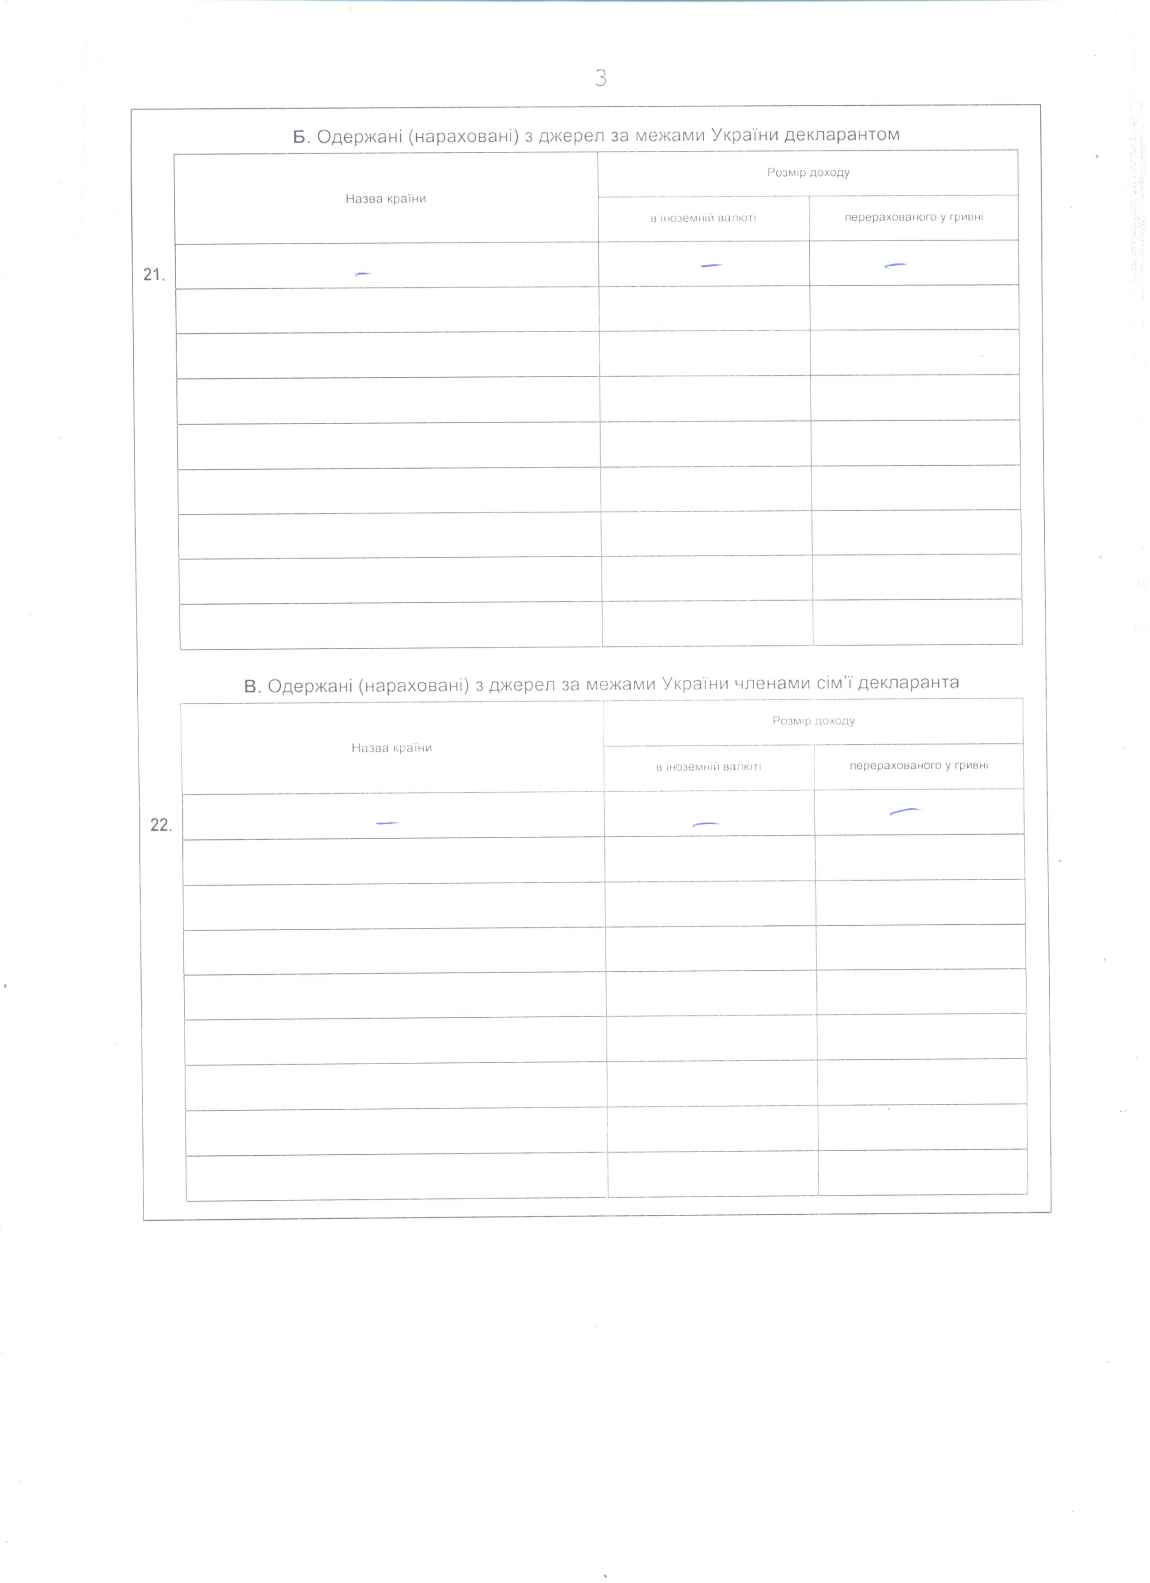 3
Б. Одержані (нараховані) з джерел за межами України декларантом
Назва країни
Розмір доходу
в іноземній валюті
перерахованого у гривні
21.
–
–
–
В. Одержані (нараховані) з джерел за межами України членами сім'ї декларанта
Назва країни
Розмір доходу
в іноземній валюті
перерахованого у гривні
22.
–
–
–